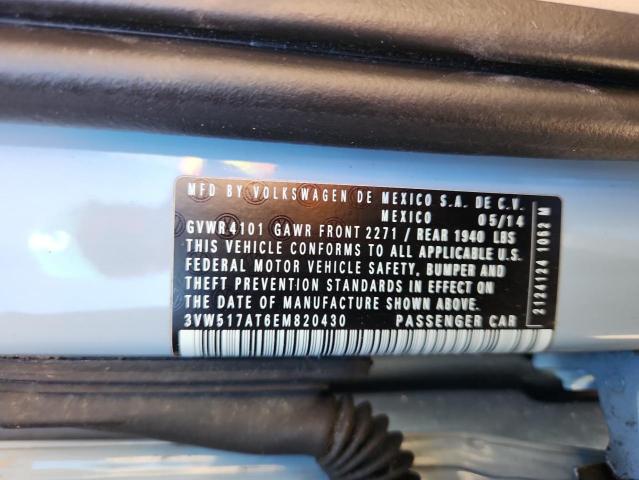 MFD BY VOLKSWAGEN DE MEXICO S.A. DE C.V.
MEXICO 05/14
GVWR 4101 GAWR FRONT 2271 / REAR 1940 LBS
THIS VEHICLE CONFORMS TO ALL APPLICABLE U.S.
FEDERAL MOTOR VEHICLE SAFETY, BUMPER AND
THEFT PREVENTION STANDARDS IN EFFECT ON
THE DATE OF MANUFACTURE SHOWN ABOVE.
3VW517AT6EM820430 PASSENGER CAR
2124124 1082 M